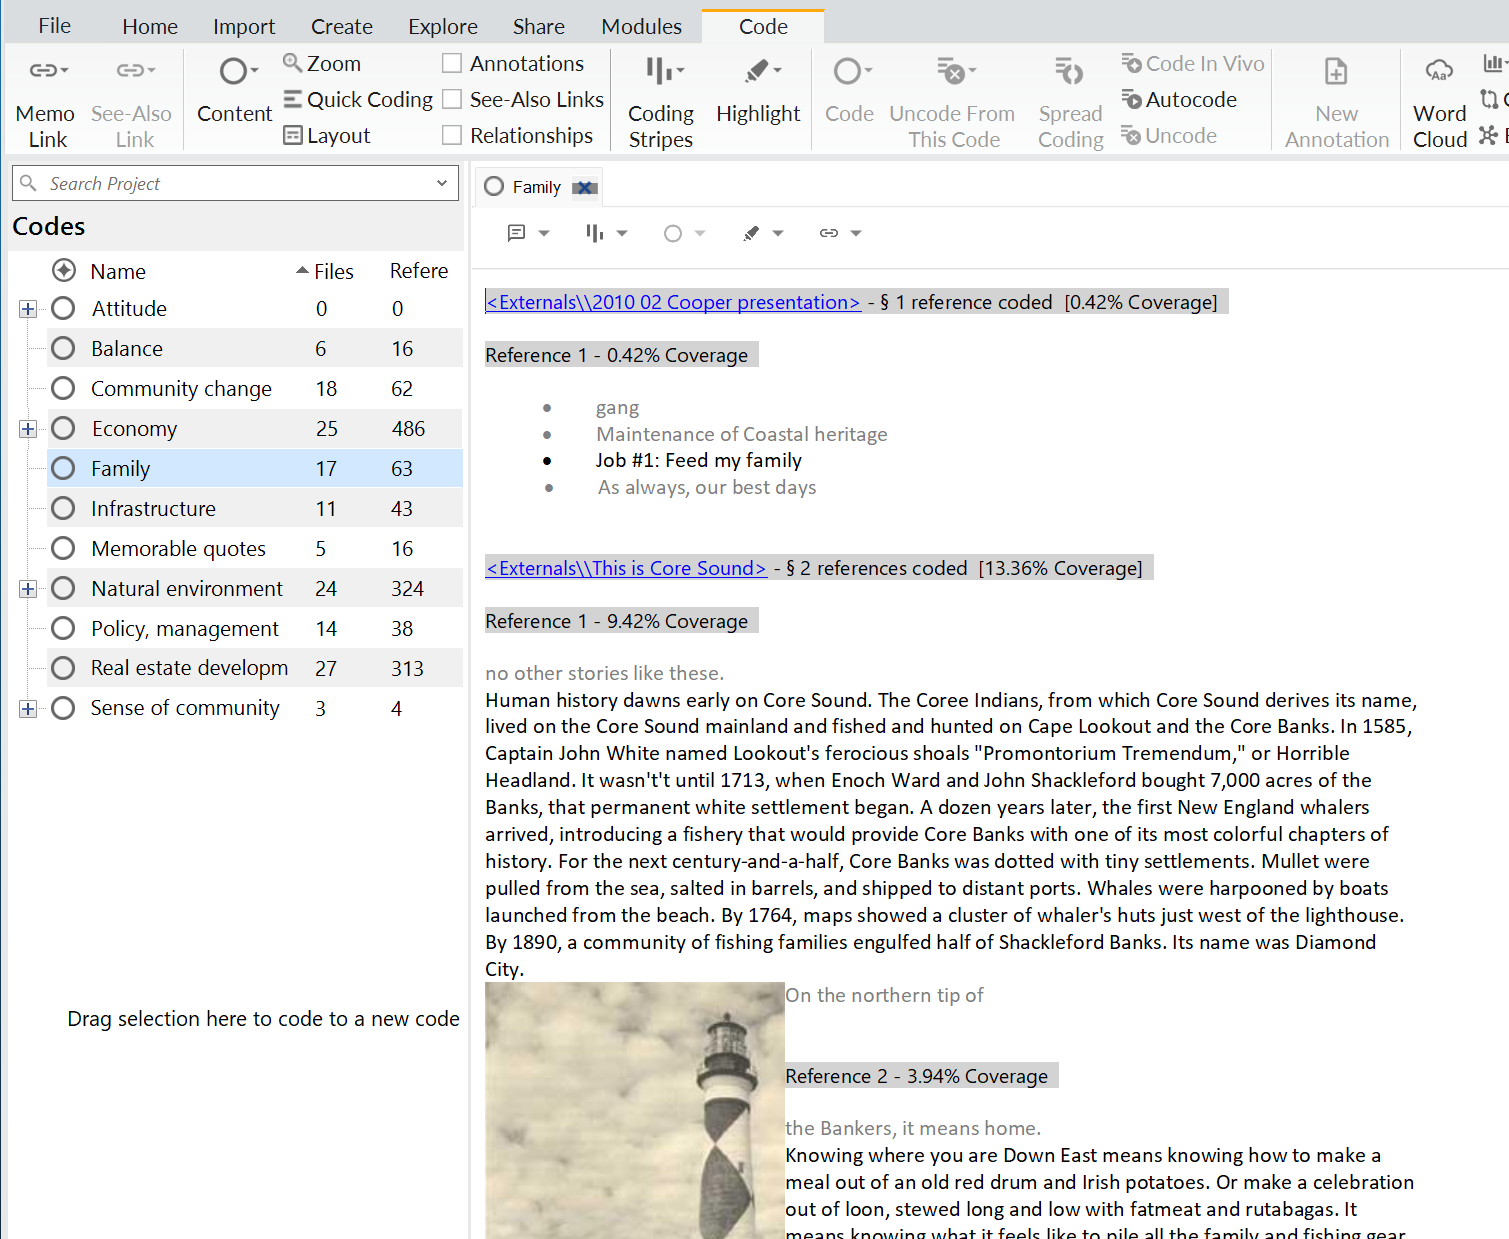 File Home Import Create Explore Share Modules Code
Memo Link
See-Also Link
Content
Zoom
Quick Coding
Layout
Annotations
See-Also Links
Relationships
Coding Stripes
Highlight
Code
Uncode From This Code
Spread Coding
Code In Vivo
Autocode
Uncode
New Annotation
Word Cloud
Search Project
Codes
Name Files Refere
Attitude 0 0
Balance 6 16
Community change 18 62
Economy 25 486
Family 17 63
Infrastructure 11 43
Memorable quotes 5 16
Natural environment 24 324
Policy, management 14 38
Real estate developm 27 313
Sense of community 3 4
Drag selection here to code to a new code
Family
<Externals\\2010 02 Cooper presentation> - § 1 reference coded [0.42% Coverage]
Reference 1 - 0.42% Coverage
• gang
• Maintenance of Coastal heritage
• Job #1: Feed my family
• As always, our best days
<Externals\\This is Core Sound> - § 2 references coded [13.36% Coverage]
Reference 1 - 9.42% Coverage
no other stories like these.
Human history dawns early on Core Sound. The Coree Indians, from which Core Sound derives its name,
lived on the Core Sound mainland and fished and hunted on Cape Lookout and the Core Banks. In 1585,
Captain John White named Lookout's ferocious shoals "Promontorium Tremendum," or Horrible
Headland. It wasn't't until 1713, when Enoch Ward and John Shackleford bought 7,000 acres of the
Banks, that permanent white settlement began. A dozen years later, the first New England whalers
arrived, introducing a fishery that would provide Core Banks with one of its most colorful chapters of
history. For the next century-and-a-half, Core Banks was dotted with tiny settlements. Mullet were
pulled from the sea, salted in barrels, and shipped to distant ports. Whales were harpooned by boats
launched from the beach. By 1764, maps showed a cluster of whaler's huts just west of the lighthouse.
By 1890, a community of fishing families engulfed half of Shackleford Banks. Its name was Diamond
City.
On the northern tip of
Reference 2 - 3.94% Coverage
the Bankers, it means home.
Knowing where you are Down East means knowing how to make a
meal out of an old red drum and Irish potatoes. Or make a celebration
out of loon, stewed long and low with fatmeat and rutabagas. It
means knowing what it feels like to pile all the family and fishing gear